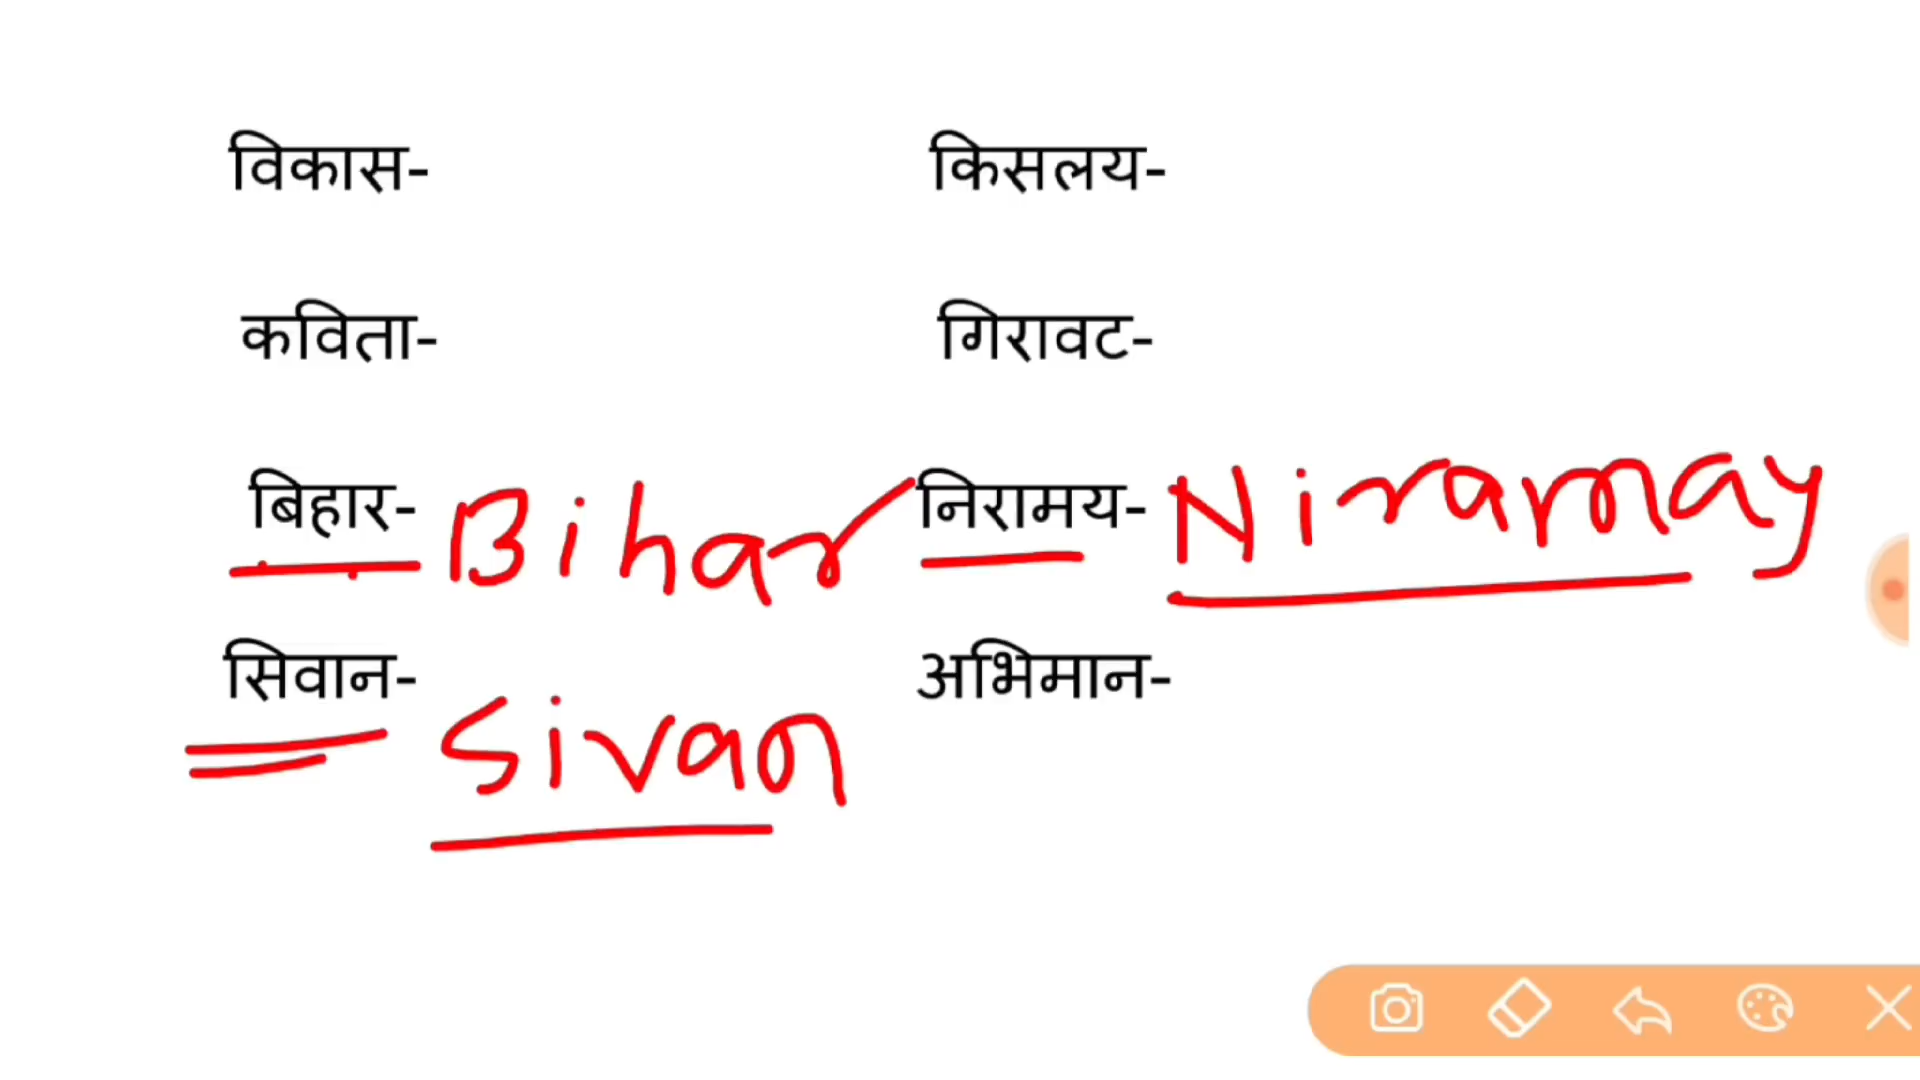 विकास- किसलय-
कविता- गिरावट-
बिहार- Bihar निरामय- Niramay
सिवान- Sivan अभिमान-